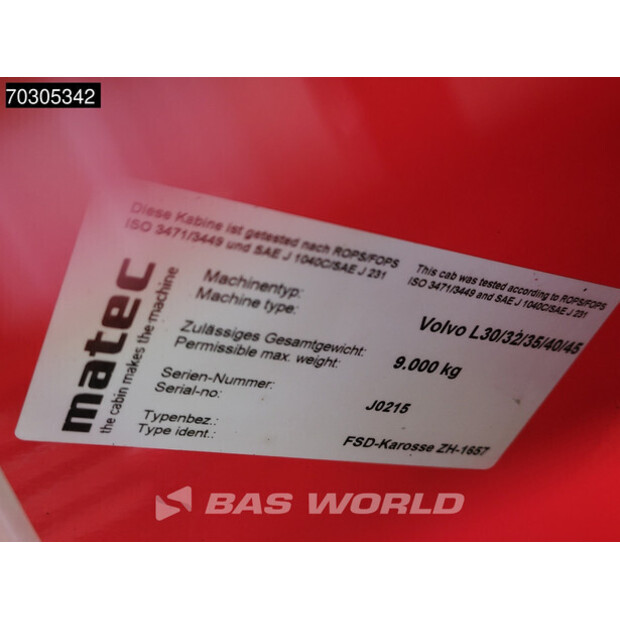 70305342
Diese Kabine ist getested nach ROPS/FOPS
ISO 3471/3449 und SAE J 1040C/SAE J 231
This cab was tested according to ROPS/FOPS
ISO 3471/3449 and SAE J 1040C/SAE J 231
matec
the cabin makes the machine
Machinentyp:
Machine type:
Volvo L30/32/35/40/45
Zulässiges Gesamtgewicht:
Permissible max. weight:
9.000 kg
Serien-Nummer:
Serial-no:
J0215
Typenbez.:
Type ident.:
FSD-Karosse ZH-1657
BAS WORLD